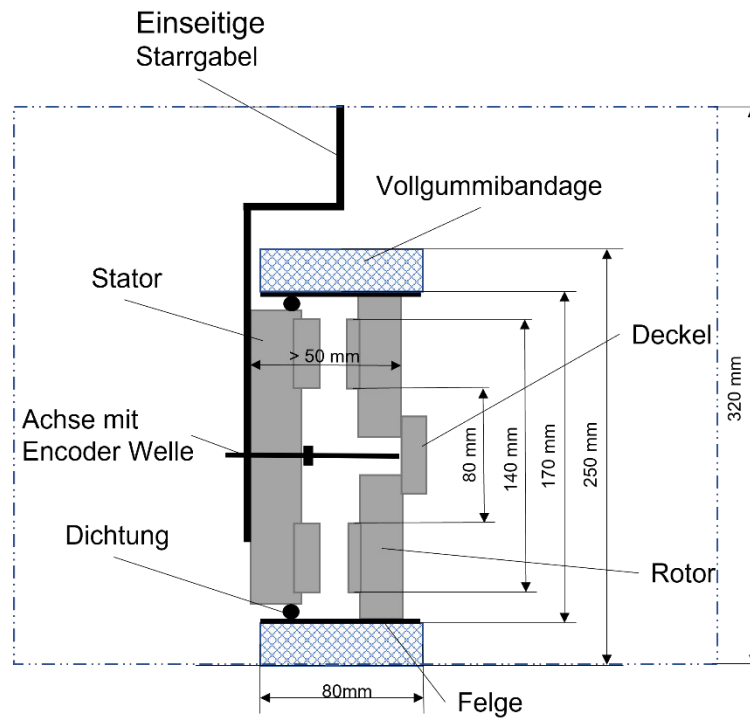 Einseitige
Starrgabel
Vollgummibandage
Stator
Deckel
> 50 mm
320 mm
Achse mit
Encoder Welle
80 mm
140 mm
170 mm
250 mm
Dichtung
Rotor
80mm
Felge